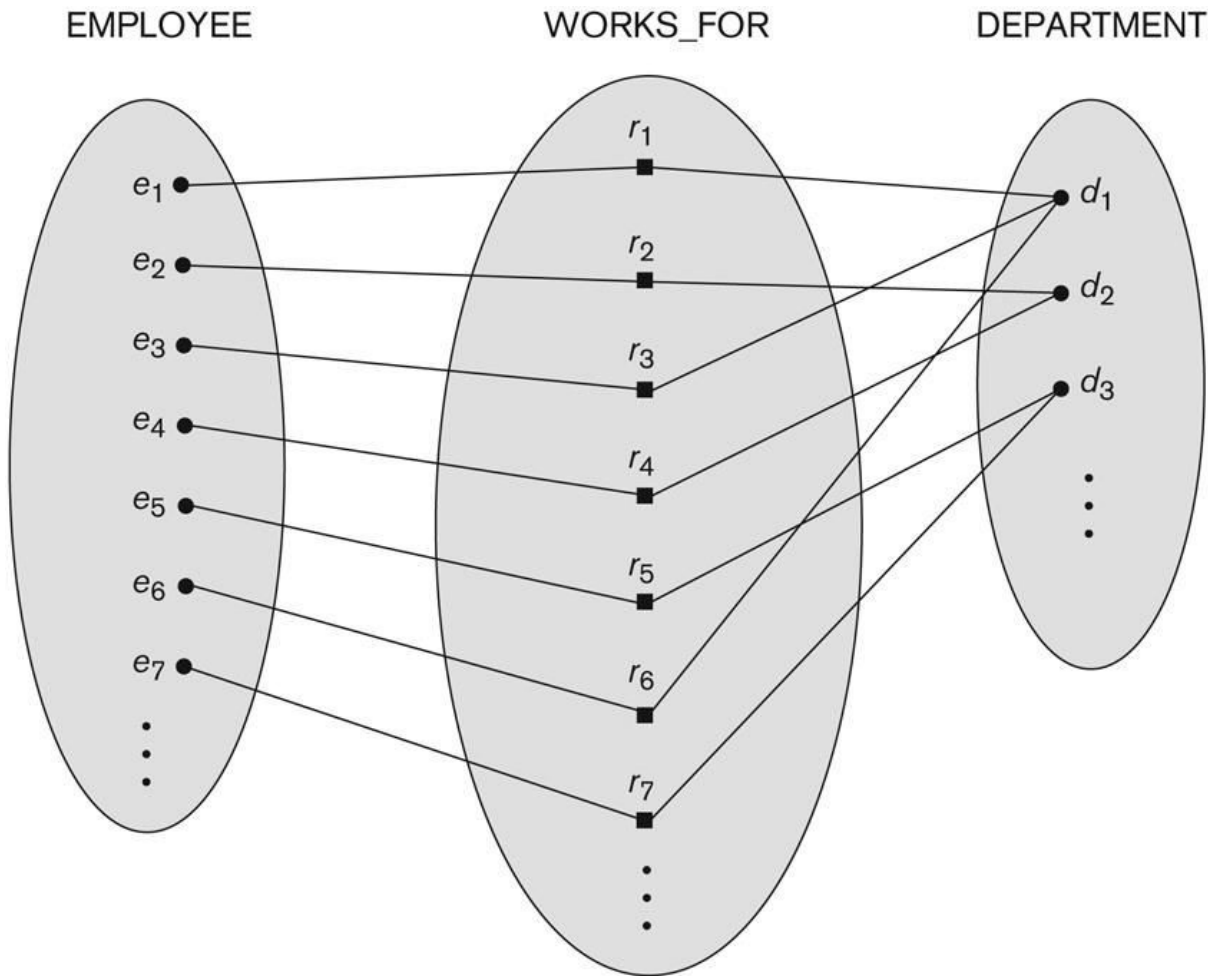 EMPLOYEE WORKS_FOR DEPARTMENT
r1
e1 d1
r2
e2 d2
r3
e3 d3
e4 r4
e5 r5
e6 r6
e7 r7